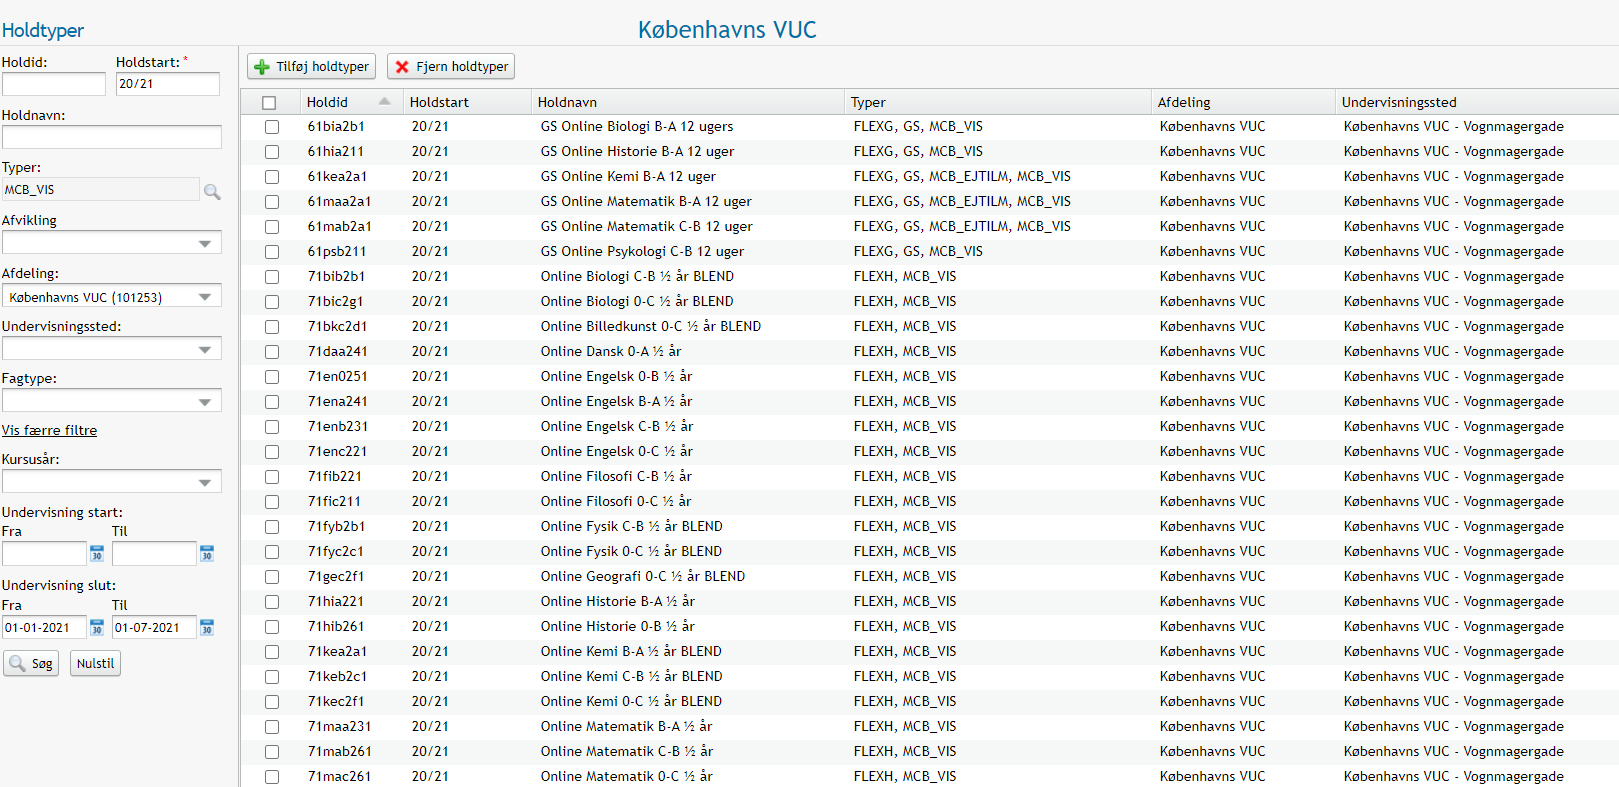 Holdtyper
Københavns VUC
Holdid:
Holdstart: *
20/21
Holdnavn:
Typer:
MCB_VIS
Afvikling
Afdeling:
Københavns VUC (101253)
Undervisningssted:
Fagtype:
Vis færre filtre
Kursusår:
Undervisning start:
Fra Til
30 30
Undervisning slut:
Fra Til
01-01-2021 30 01-07-2021 30
Søg Nulstil
Tilføj holdtyper Fjern holdtyper
Holdid Holdstart Holdnavn Typer Afdeling Undervisningssted
61bia2b1 20/21 GS Online Biologi B-A 12 ugers FLEXG, GS, MCB_VIS Københavns VUC Københavns VUC - Vognmagergade
61hia211 20/21 GS Online Historie B-A 12 uger FLEXG, GS, MCB_VIS Københavns VUC Københavns VUC - Vognmagergade
61kea2a1 20/21 GS Online Kemi B-A 12 uger FLEXG, GS, MCB_EJTILM, MCB_VIS Københavns VUC Københavns VUC - Vognmagergade
61maa2a1 20/21 GS Online Matematik B-A 12 uger FLEXG, GS, MCB_EJTILM, MCB_VIS Københavns VUC Københavns VUC - Vognmagergade
61mab2a1 20/21 GS Online Matematik C-B 12 uger FLEXG, GS, MCB_EJTILM, MCB_VIS Københavns VUC Københavns VUC - Vognmagergade
61psb211 20/21 GS Online Psykologi C-B 12 uger FLEXG, GS, MCB_VIS Københavns VUC Københavns VUC - Vognmagergade
71bib2b1 20/21 Online Biologi C-B ½ år BLEND FLEXH, MCB_VIS Københavns VUC Københavns VUC - Vognmagergade
71bic2g1 20/21 Online Biologi 0-C ½ år BLEND FLEXH, MCB_VIS Københavns VUC Københavns VUC - Vognmagergade
71bkc2d1 20/21 Online Billedkunst 0-C ½ år BLEND FLEXH, MCB_VIS Københavns VUC Københavns VUC - Vognmagergade
71daa241 20/21 Online Dansk 0-A ½ år FLEXH, MCB_VIS Københavns VUC Københavns VUC - Vognmagergade
71en0251 20/21 Online Engelsk 0-B ½ år FLEXH, MCB_VIS Københavns VUC Københavns VUC - Vognmagergade
71ena241 20/21 Online Engelsk B-A ½ år FLEXH, MCB_VIS Københavns VUC Københavns VUC - Vognmagergade
71enb231 20/21 Online Engelsk C-B ½ år FLEXH, MCB_VIS Københavns VUC Københavns VUC - Vognmagergade
71enc221 20/21 Online Engelsk 0-C ½ år FLEXH, MCB_VIS Københavns VUC Københavns VUC - Vognmagergade
71fib221 20/21 Online Filosofi C-B ½ år FLEXH, MCB_VIS Københavns VUC Københavns VUC - Vognmagergade
71fic211 20/21 Online Filosofi 0-C ½ år FLEXH, MCB_VIS Københavns VUC Københavns VUC - Vognmagergade
71fyb2b1 20/21 Online Fysik C-B ½ år BLEND FLEXH, MCB_VIS Københavns VUC Københavns VUC - Vognmagergade
71fyc2c1 20/21 Online Fysik 0-C ½ år BLEND FLEXH, MCB_VIS Københavns VUC Københavns VUC - Vognmagergade
71gec2f1 20/21 Online Geografi 0-C ½ år BLEND FLEXH, MCB_VIS Københavns VUC Københavns VUC - Vognmagergade
71hia221 20/21 Online Historie B-A ½ år FLEXH, MCB_VIS Københavns VUC Københavns VUC - Vognmagergade
71hib261 20/21 Online Historie 0-B ½ år FLEXH, MCB_VIS Københavns VUC Københavns VUC - Vognmagergade
71kea2a1 20/21 Online Kemi B-A ½ år BLEND FLEXH, MCB_VIS Københavns VUC Københavns VUC - Vognmagergade
71keb2c1 20/21 Online Kemi C-B ½ år BLEND FLEXH, MCB_VIS Københavns VUC Københavns VUC - Vognmagergade
71kec2f1 20/21 Online Kemi 0-C ½ år BLEND FLEXH, MCB_VIS Københavns VUC Københavns VUC - Vognmagergade
71maa231 20/21 Online Matematik B-A ½ år FLEXH, MCB_VIS Københavns VUC Københavns VUC - Vognmagergade
71mab261 20/21 Online Matematik C-B ½ år FLEXH, MCB_VIS Københavns VUC Københavns VUC - Vognmagergade
71mac261 20/21 Online Matematik 0-C ½ år FLEXH, MCB_VIS Københavns VUC Københavns VUC - Vognmagergade